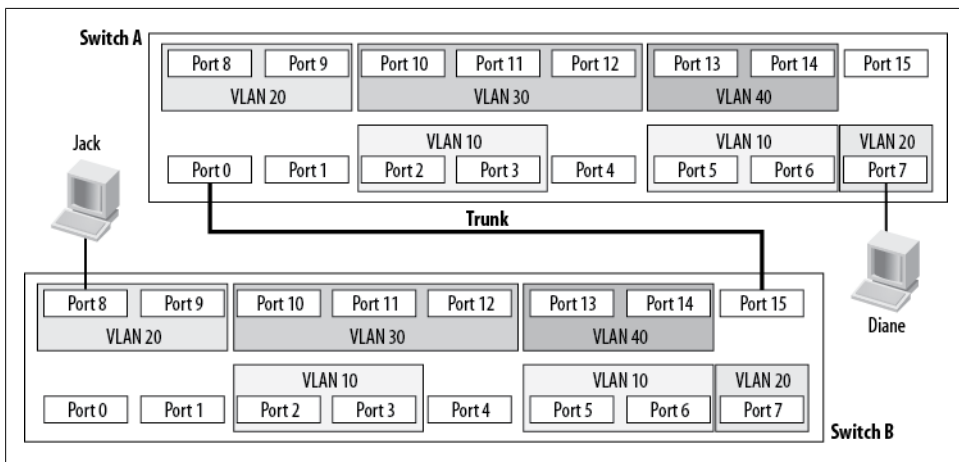 Switch A
Port 8 Port 9 Port 10 Port 11 Port 12 Port 13 Port 14 Port 15
VLAN 20 VLAN 30 VLAN 40
Jack
VLAN 10 VLAN 10 VLAN 20
Port 0 Port 1 Port 2 Port 3 Port 4 Port 5 Port 6 Port 7
Trunk
Port 8 Port 9 Port 10 Port 11 Port 12 Port 13 Port 14 Port 15
Diane
VLAN 20 VLAN 30 VLAN 40
VLAN 10 VLAN 10 VLAN 20
Port 0 Port 1 Port 2 Port 3 Port 4 Port 5 Port 6 Port 7
Switch B